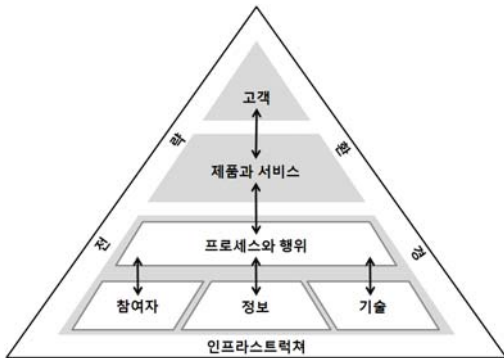 고객
제품과 서비스
프로세스와 행위
참여자 정보 기술
인프라스트럭쳐
전략
환경